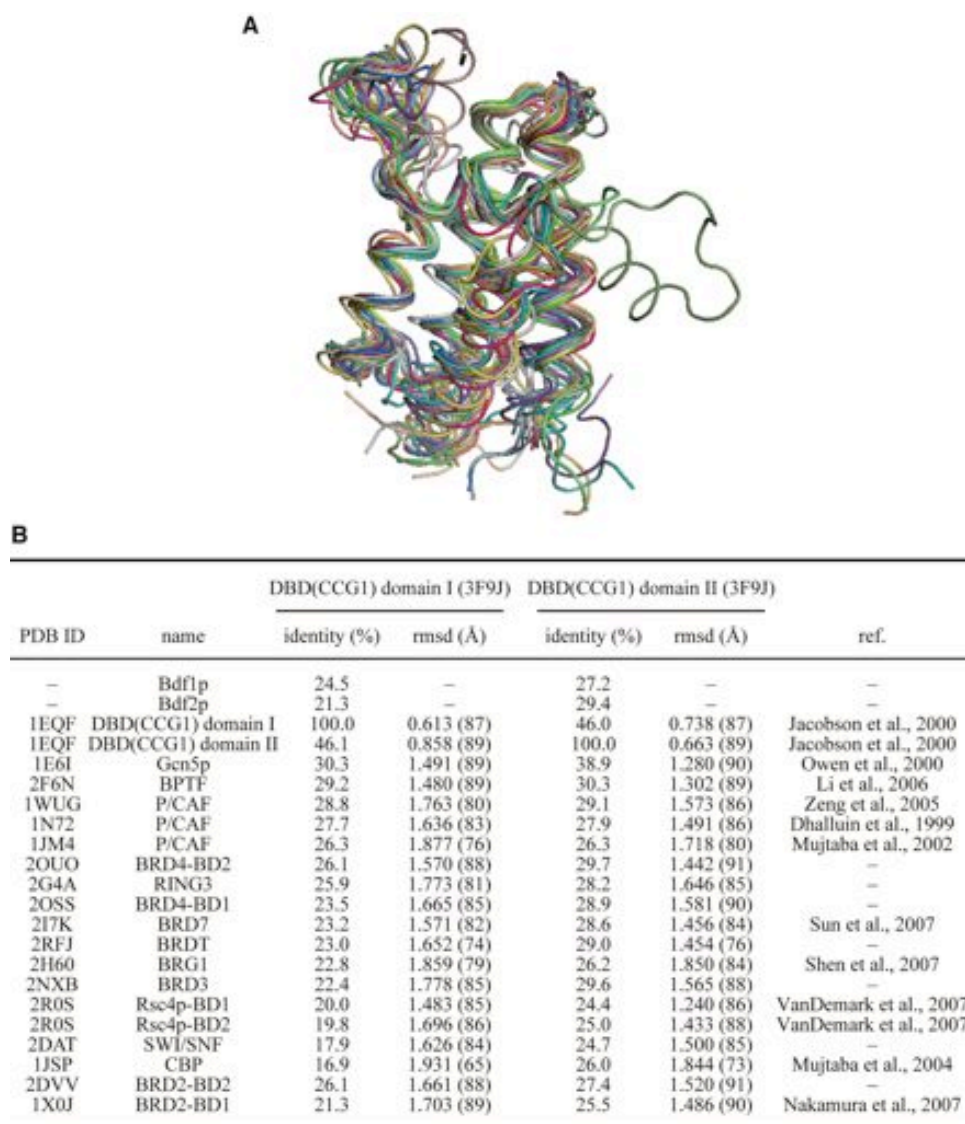 A
B
DBD(CCG1) domain I (3F9J) DBD(CCG1) domain II (3F9J)
PDB ID name identity (%) rmsd (Å) identity (%) rmsd (Å) ref.
– Bdf1p 24.5 – 27.2 – –
– Bdf2p 21.3 – 29.4 – –
1EQF DBD(CCG1) domain I 100.0 0.613 (87) 46.0 0.738 (87) Jacobson et al., 2000
1EQF DBD(CCG1) domain II 46.1 0.858 (89) 100.0 0.663 (89) Jacobson et al., 2000
1E6I Gcn5p 30.3 1.491 (89) 38.9 1.280 (90) Owen et al., 2000
2F6N BPTF 29.2 1.480 (89) 30.3 1.302 (89) Li et al., 2006
1WUG P/CAF 28.8 1.763 (80) 29.1 1.573 (86) Zeng et al., 2005
1N72 P/CAF 27.7 1.636 (83) 27.9 1.491 (86) Dhalluin et al., 1999
1JM4 P/CAF 26.3 1.877 (76) 26.3 1.718 (80) Mujtaba et al., 2002
2OUO BRD4-BD2 26.1 1.570 (88) 29.7 1.442 (91) –
2G4A RING3 25.9 1.773 (81) 28.2 1.646 (85) –
2OSS BRD4-BD1 23.5 1.665 (85) 28.9 1.581 (90) –
2I7K BRD7 23.2 1.571 (82) 28.6 1.456 (84) Sun et al., 2007
2RFJ BRDT 23.0 1.652 (74) 29.0 1.454 (76) –
2H60 BRG1 22.8 1.859 (79) 26.2 1.850 (84) Shen et al., 2007
2NXB BRD3 22.4 1.778 (85) 29.6 1.565 (88) –
2R0S Rsc4p-BD1 20.0 1.483 (85) 24.4 1.240 (86) VanDemark et al., 2007
2R0S Rsc4p-BD2 19.8 1.696 (86) 25.0 1.433 (88) VanDemark et al., 2007
2DAT SWI/SNF 17.9 1.626 (84) 24.7 1.500 (85) –
1JSP CBP 16.9 1.931 (65) 26.0 1.844 (73) Mujtaba et al., 2004
2DVV BRD2-BD2 26.1 1.661 (88) 27.4 1.520 (91) –
1X0J BRD2-BD1 21.3 1.703 (89) 25.5 1.486 (90) Nakamura et al., 2007